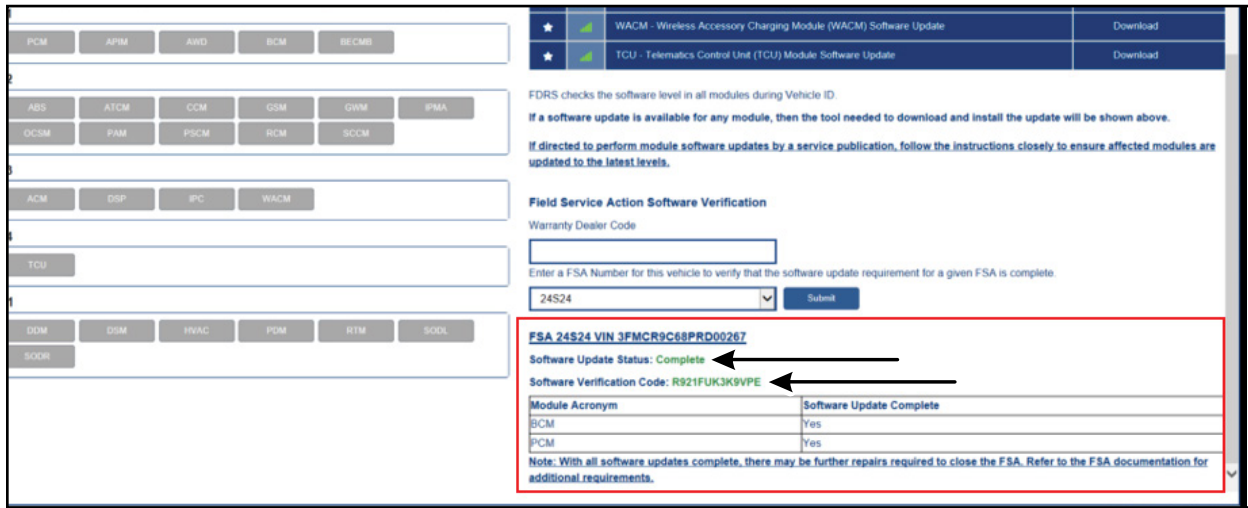 1
PCM APIM AWD BCM BECMB
2
ABS ATCM CCM GSM GWM IPMA
OCSM PAM PSCM RCM SCCM
3
ACM DSP IPC WACM
4
TCU
1
DDM DSM HVAC PDM RTM SODL
SODR
WACM - Wireless Accessory Charging Module (WACM) Software Update Download
TCU - Telematics Control Unit (TCU) Module Software Update Download
FDRS checks the software level in all modules during Vehicle ID.
If a software update is available for any module, then the tool needed to download and install the update will be shown above.
If directed to perform module software updates by a service publication, follow the instructions closely to ensure affected modules are
updated to the latest levels.
Field Service Action Software Verification
Warranty Dealer Code
Enter a FSA Number for this vehicle to verify that the software update requirement for a given FSA is complete.
24S24 Submit
FSA 24S24 VIN 3FMCR9C68PRD00267
Software Update Status: Complete
Software Verification Code: R921FUK3K9VPE
Module Acronym Software Update Complete
BCM Yes
PCM Yes
Note: With all software updates complete, there may be further repairs required to close the FSA. Refer to the FSA documentation for
additional requirements.